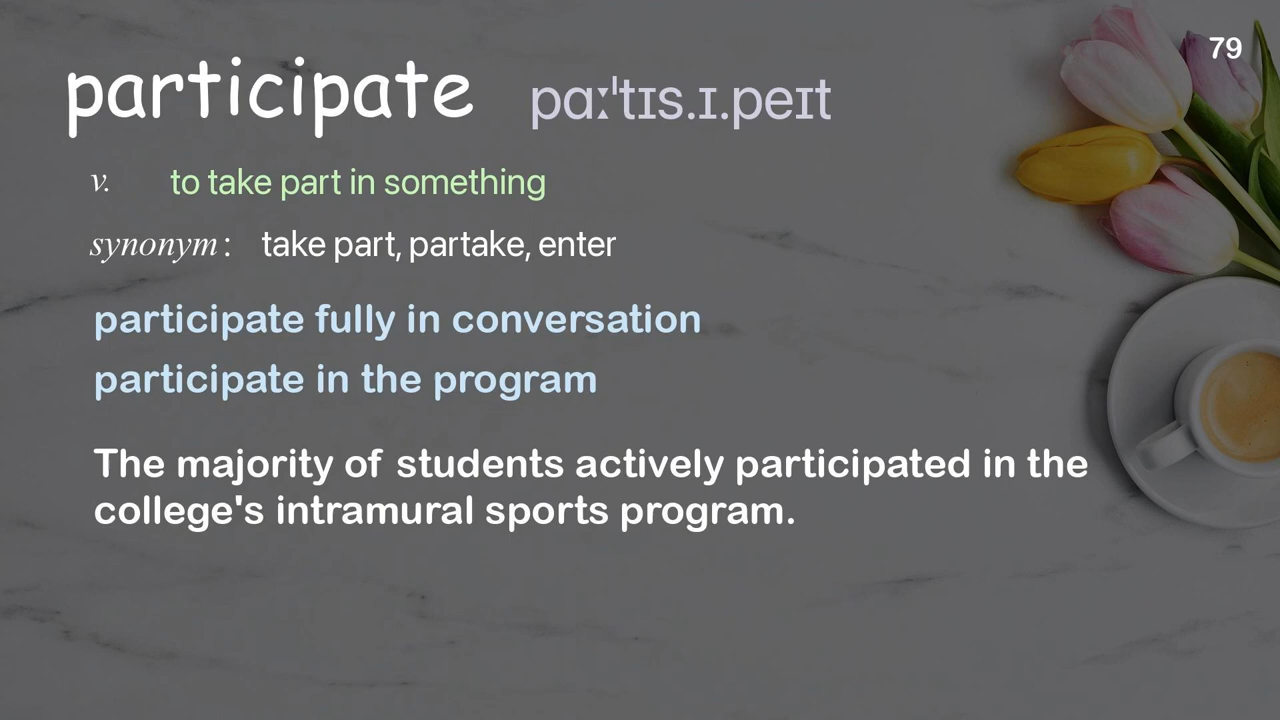 79
participate pɑːˈtɪs.ɪ.peɪt
v. to take part in something
synonym : take part, partake, enter
participate fully in conversation
participate in the program
The majority of students actively participated in the
college's intramural sports program.